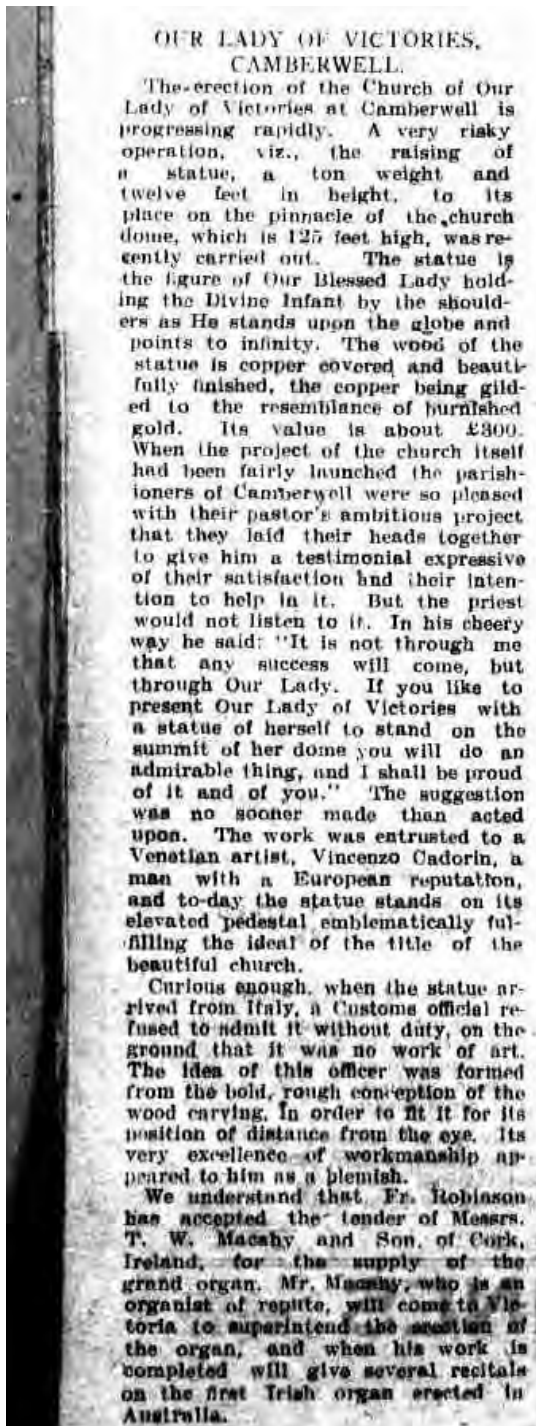 OUR LADY OF VICTORIES,
CAMBERWELL.
The erection of the Church of Our
Lady of Victories at Camberwell is
progressing rapidly. A very risky
operation, viz., the raising of
a statue, a ton weight and
twelve feet in height, to its
place on the pinnacle of the church
dome, which is 125 feet high, was re-
cently carried out. The statue is
the figure of Our Blessed Lady hold-
ing the Divine Infant by the should-
ers as He stands upon the globe and
points to infinity. The wood of the
statue is copper covered and beauti-
fully finished, the copper being gild-
ed to the resemblance of burnished
gold. Its value is about £300.
When the project of the church itself
had been fairly launched the parish-
ioners of Camberwell were so pleased
with their pastor's ambitious project
that they laid their heads together
to give him a testimonial expressive
of their satisfaction and their inten-
tion to help in it. But the priest
would not listen to it. In his cheery
way he said: "It is not through me
that any success will come, but
through Our Lady. If you like to
present Our Lady of Victories with
a statue of herself to stand on the
summit of her dome you will do an
admirable thing, and I shall be proud
of it and of you." The suggestion
was no sooner made than acted
upon. The work was entrusted to a
Venetian artist, Vincenzo Cadorin, a
man with a European reputation,
and to-day the statue stands on its
elevated pedestal emblematically ful-
filling the ideal of the title of the
beautiful church.
Curious enough, when the statue ar-
rived from Italy, a Customs official re-
fused to admit it without duty, on the
ground that it was no work of art.
The idea of this officer was formed
from the bold, rough conception of the
wood carving, in order to fit it for its
position of distance from the eye. Its
very excellence of workmanship ap-
peared to him as a blemish.
We understand that Fr. Robinson
has accepted the tender of Messrs.
T. W. Macahy and Son, of Cork,
Ireland, for the supply of the
grand organ. Mr. Macahy, who is an
organist of repute, will come to Vic-
toria to superintend the erection of
the organ, and when his work is
completed will give several recitals
on the first Irish organ erected in
Australia.